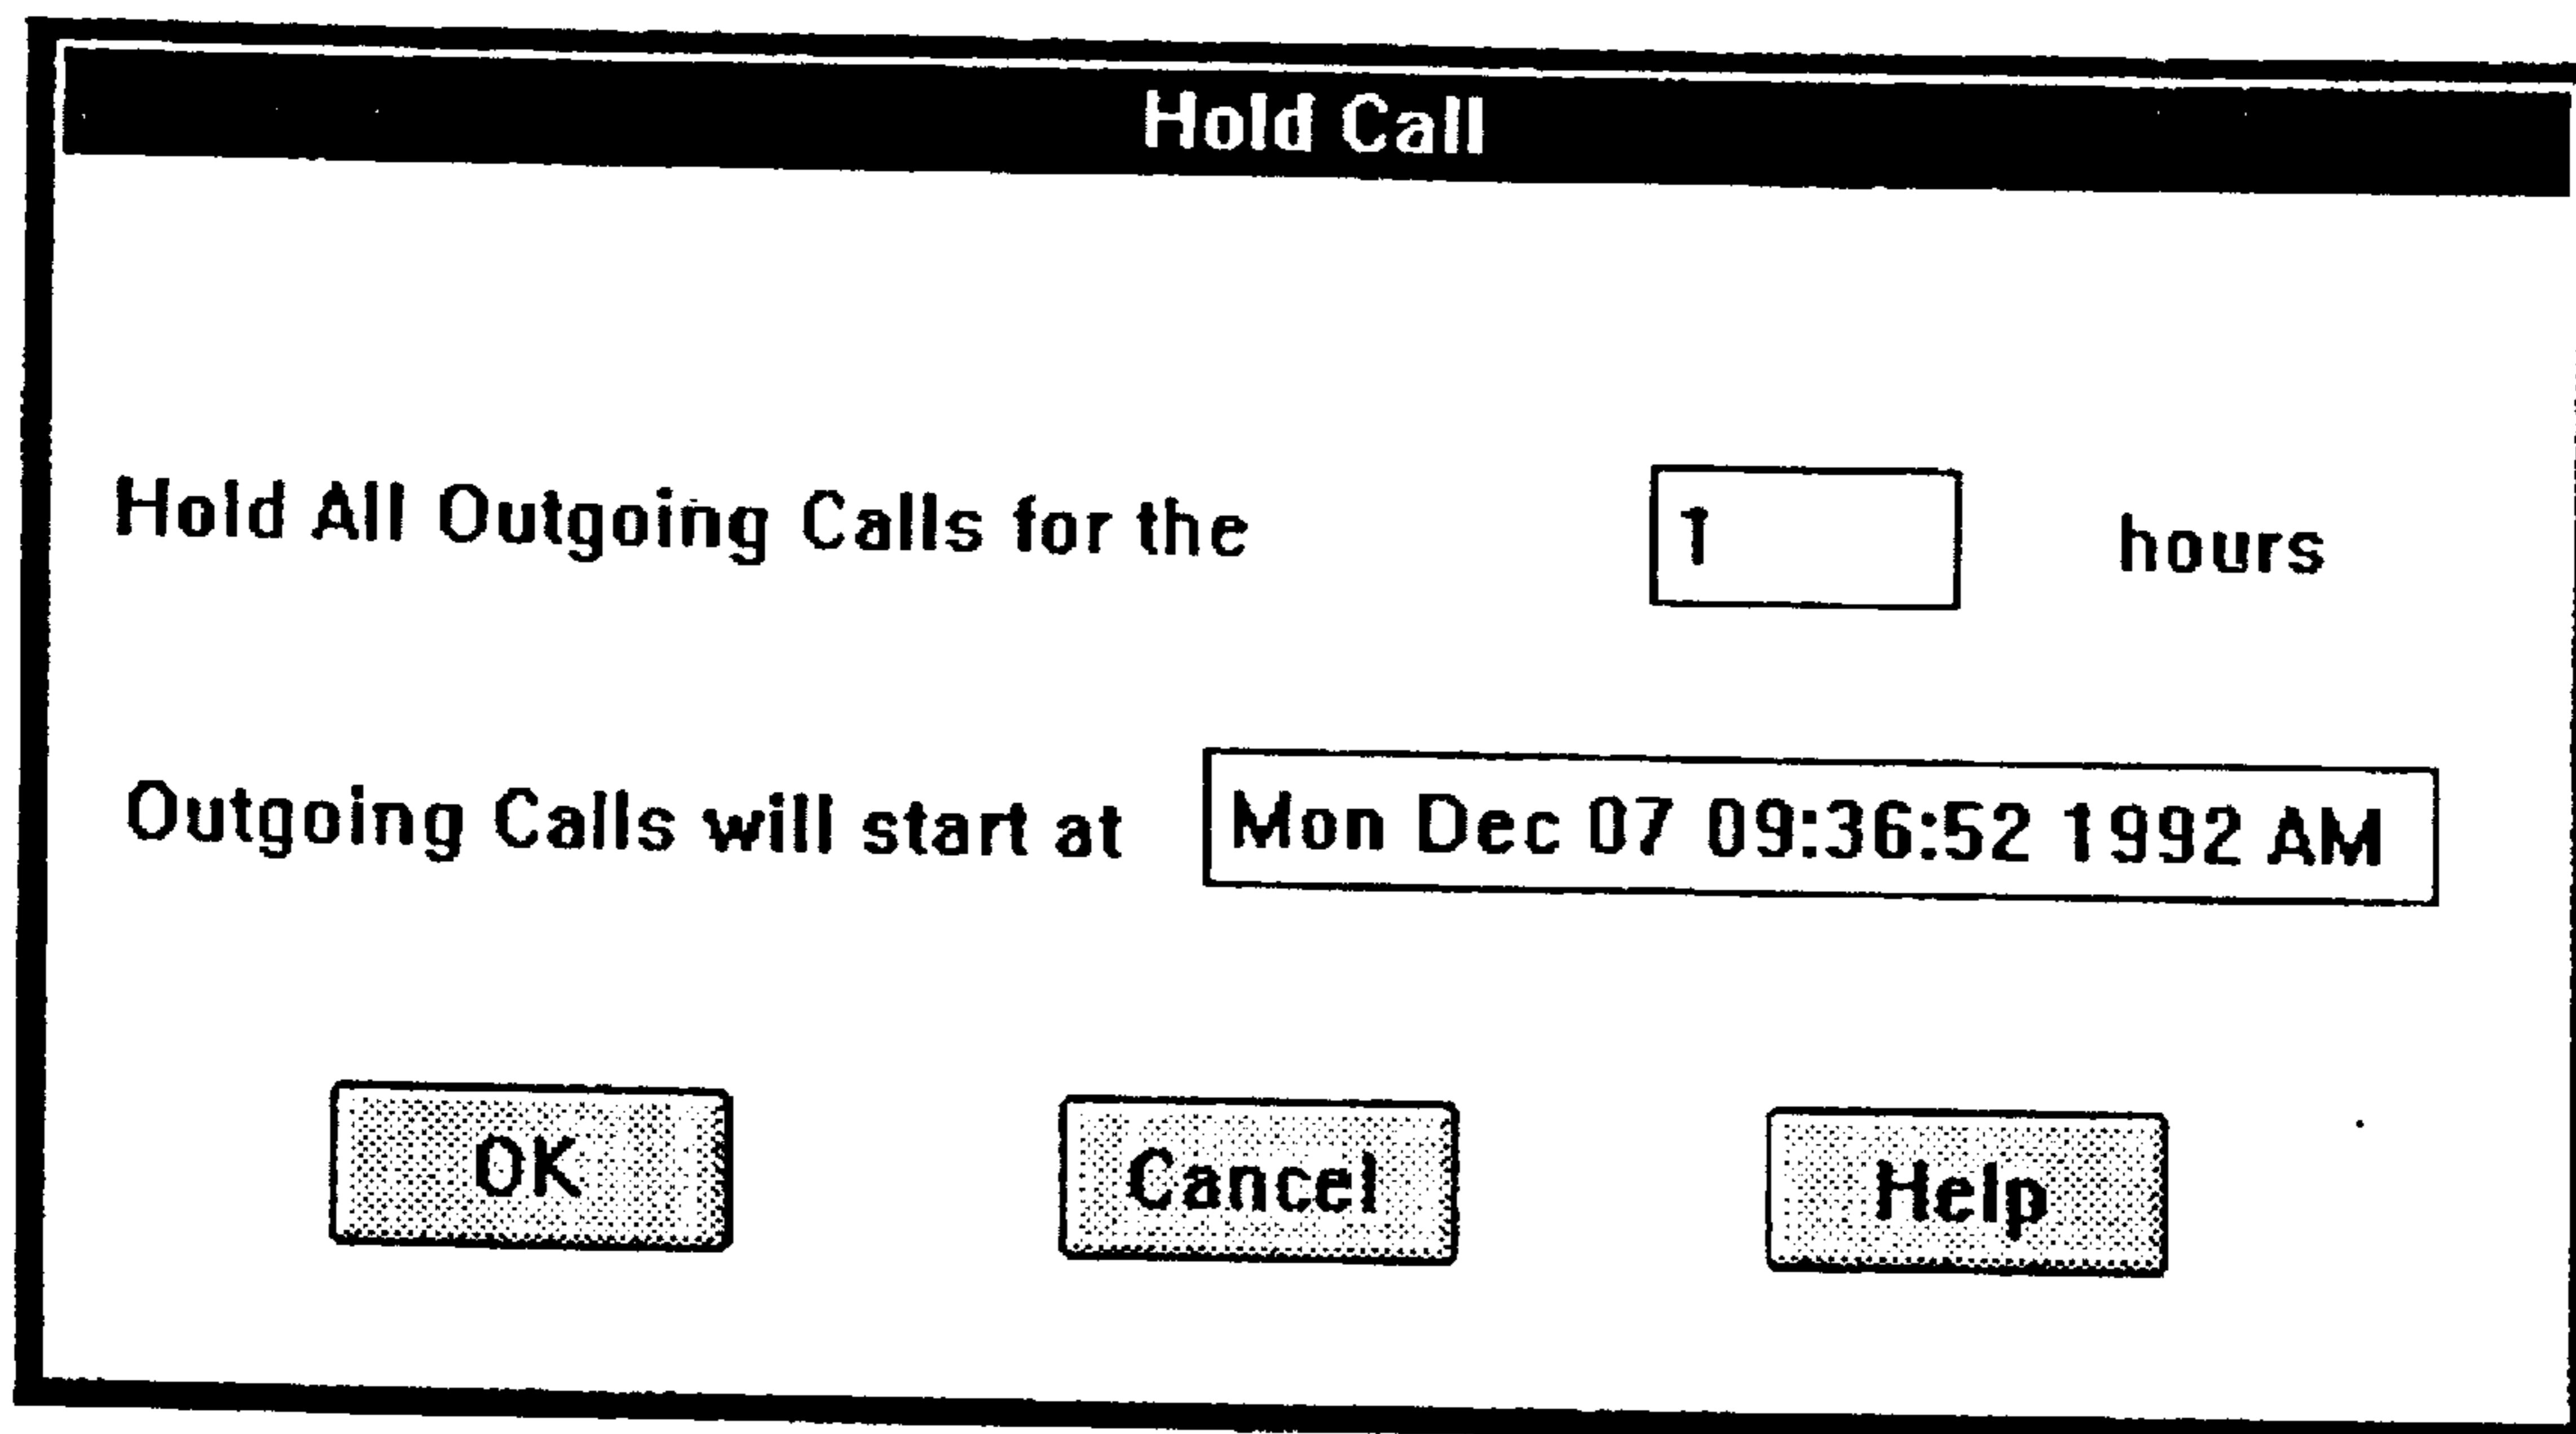 Hold Call
Hold All Outgoing Calls for the 1 hours
Outgoing Calls will start at Mon Dec 07 09:36:52 1992 AM
OK Cancel Help